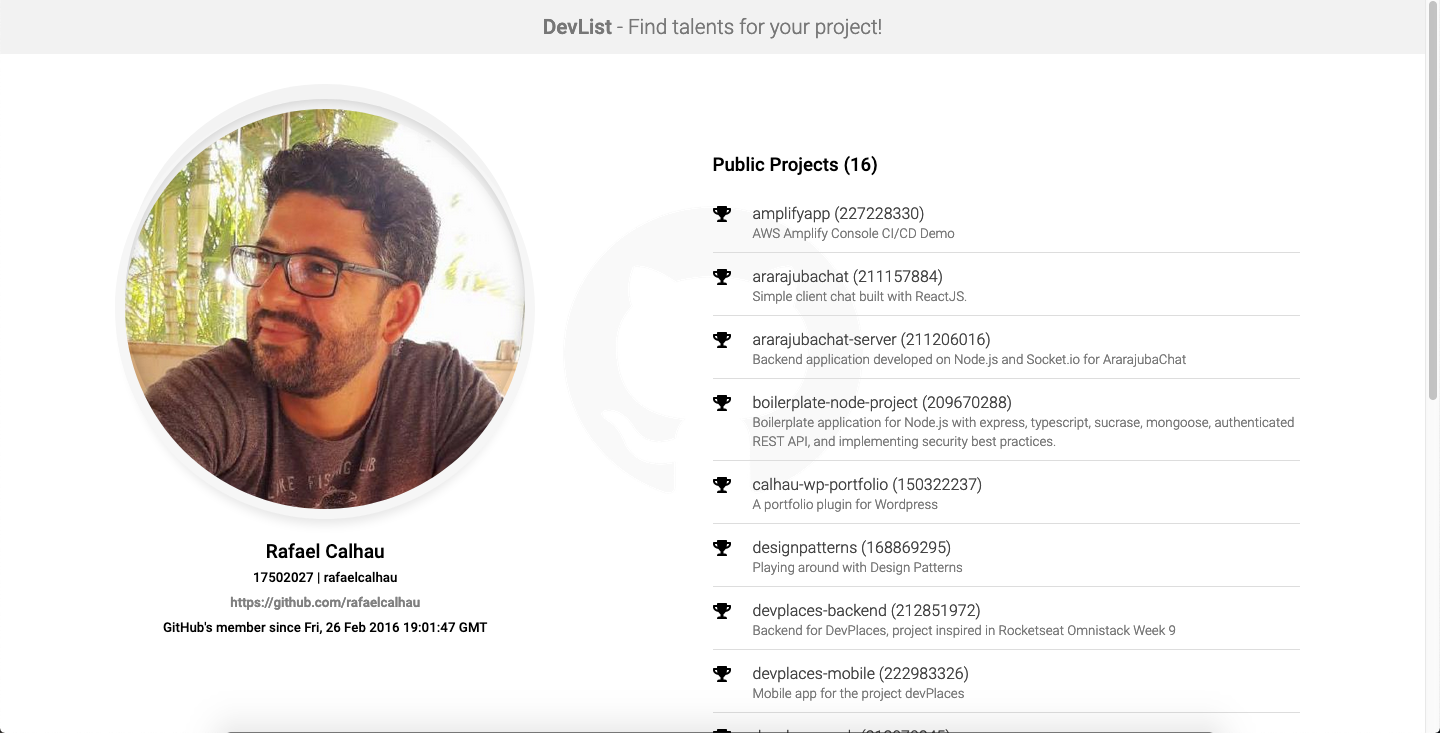 DevList - Find talents for your project!
Rafael Calhau
17502027 | rafaelcalhau
https://github.com/rafaelcalhau
GitHub's member since Fri, 26 Feb 2016 19:01:47 GMT
Public Projects (16)
amplifyapp (227228330)
AWS Amplify Console CI/CD Demo
ararajubachat (211157884)
Simple client chat built with ReactJS.
ararajubachat-server (211206016)
Backend application developed on Node.js and Socket.io for ArarajubaChat
boilerplate-node-project (209670288)
Boilerplate application for Node.js with express, typescript, sucrase, mongoose, authenticated
REST API, and implementing security best practices.
calhau-wp-portfolio (150322237)
A portfolio plugin for Wordpress
designpatterns (168869295)
Playing around with Design Patterns
devplaces-backend (212851972)
Backend for DevPlaces, project inspired in Rocketseat Omnistack Week 9
devplaces-mobile (222983326)
Mobile app for the project devPlaces